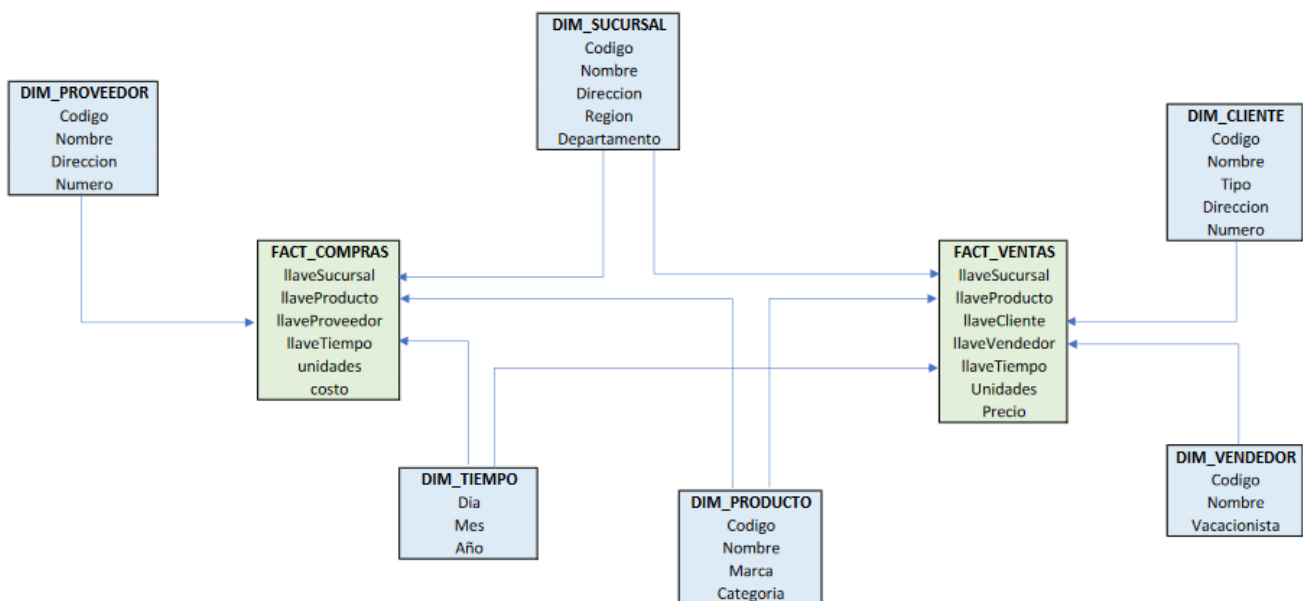 DIM_SUCURSAL
Codigo
Nombre
Direccion
Region
Departamento
DIM_PROVEEDOR
Codigo
Nombre
Direccion
Numero
DIM_CLIENTE
Codigo
Nombre
Tipo
Direccion
Numero
FACT_COMPRAS
llaveSucursal
llaveProducto
llaveProveedor
llaveTiempo
unidades
costo
FACT_VENTAS
llaveSucursal
llaveProducto
llaveCliente
llaveVendedor
llaveTiempo
Unidades
Precio
DIM_TIEMPO
Dia
Mes
Año
DIM_PRODUCTO
Codigo
Nombre
Marca
Categoria
DIM_VENDEDOR
Codigo
Nombre
Vacacionista